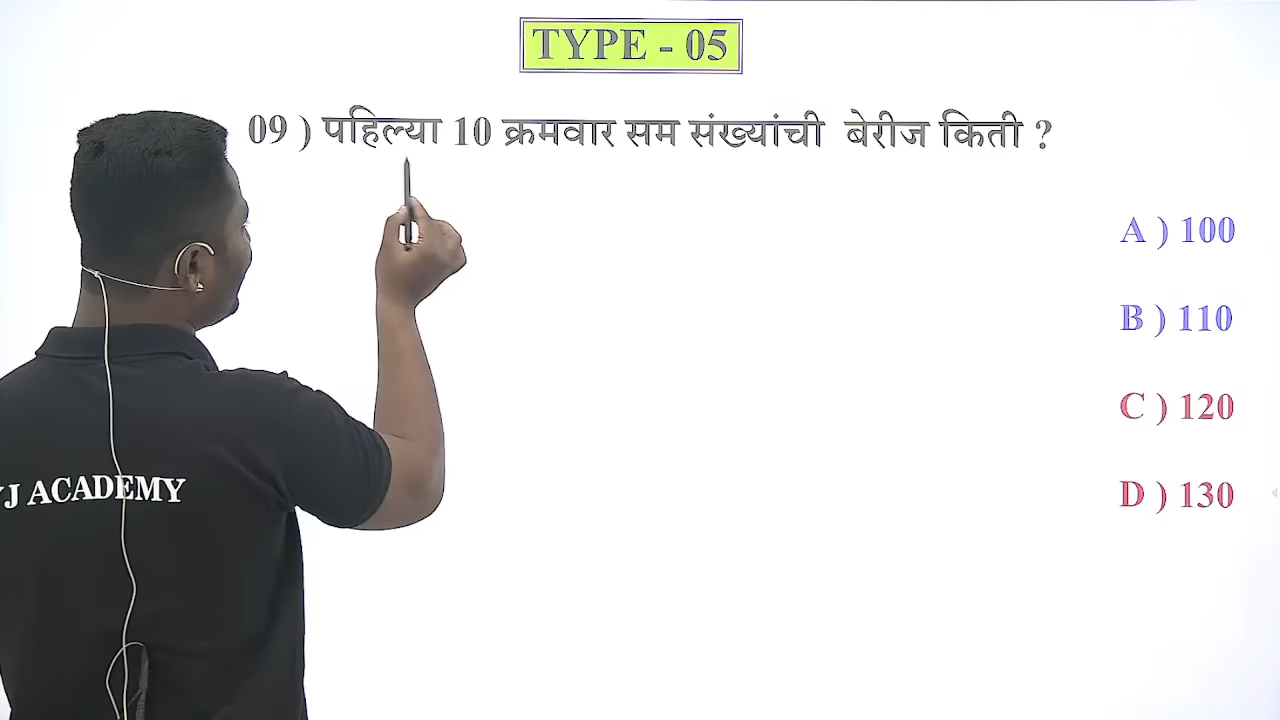 TYPE - 05
09 ) पहिल्या 10 क्रमवार सम संख्यांची बेरीज किती ?
A ) 100
B ) 110
C ) 120
D ) 130
J ACADEMY